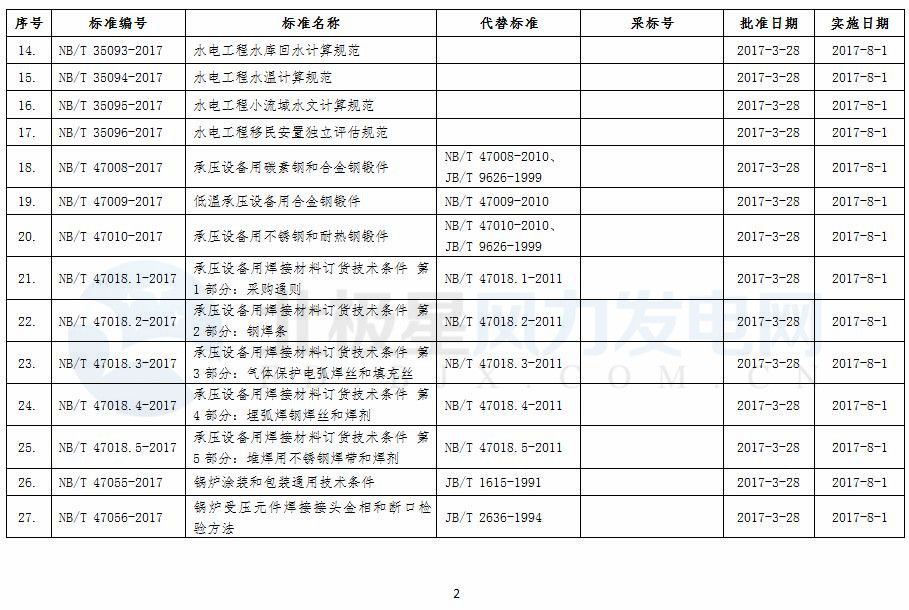 序号 标准编号 标准名称 代替标准 采标号 批准日期 实施日期
14. NB/T 35093-2017 水电工程水库回水计算规范 2017-3-28 2017-8-1
15. NB/T 35094-2017 水电工程水温计算规范 2017-3-28 2017-8-1
16. NB/T 35095-2017 水电工程小流域水文计算规范 2017-3-28 2017-8-1
17. NB/T 35096-2017 水电工程移民安置独立评估规范 2017-3-28 2017-8-1
18. NB/T 47008-2017 承压设备用碳素钢和合金钢锻件 NB/T 47008-2010、
JB/T 9626-1999 2017-3-28 2017-8-1
19. NB/T 47009-2017 低温承压设备用合金钢锻件 NB/T 47009-2010 2017-3-28 2017-8-1
20. NB/T 47010-2017 承压设备用不锈钢和耐热钢锻件 NB/T 47010-2010、
JB/T 9626-1999 2017-3-28 2017-8-1
21. NB/T 47018.1-2017 承压设备用焊接材料订货技术条件 第
1 部分：采购通则 NB/T 47018.1-2011 2017-3-28 2017-8-1
22. NB/T 47018.2-2017 承压设备用焊接材料订货技术条件 第
2 部分：钢焊条 NB/T 47018.2-2011 2017-3-28 2017-8-1
23. NB/T 47018.3-2017 承压设备用焊接材料订货技术条件 第
3 部分：气体保护电弧焊丝和填充丝 NB/T 47018.3-2011 2017-3-28 2017-8-1
24. NB/T 47018.4-2017 承压设备用焊接材料订货技术条件 第
4 部分：埋弧焊钢焊丝和焊剂 NB/T 47018.4-2011 2017-3-28 2017-8-1
25. NB/T 47018.5-2017 承压设备用焊接材料订货技术条件 第
5 部分：堆焊用不锈钢焊带和焊剂 NB/T 47018.5-2011 2017-3-28 2017-8-1
26. NB/T 47055-2017 锅炉涂装和包装通用技术条件 JB/T 1615-1991 2017-3-28 2017-8-1
27. NB/T 47056-2017 锅炉受压元件焊接接头金相和断口检
验方法 JB/T 2636-1994 2017-3-28 2017-8-1
北极星风力发电网
2